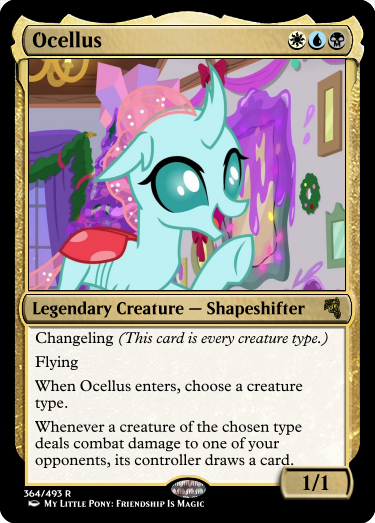 Ocellus
Legendary Creature — Shapeshifter
Changeling (This card is every creature type.)
Flying
When Ocellus enters, choose a creature
type.
Whenever a creature of the chosen type
deals combat damage to one of your
opponents, its controller draws a card.
1/1
364/493 R
My Little Pony: Friendship Is Magic